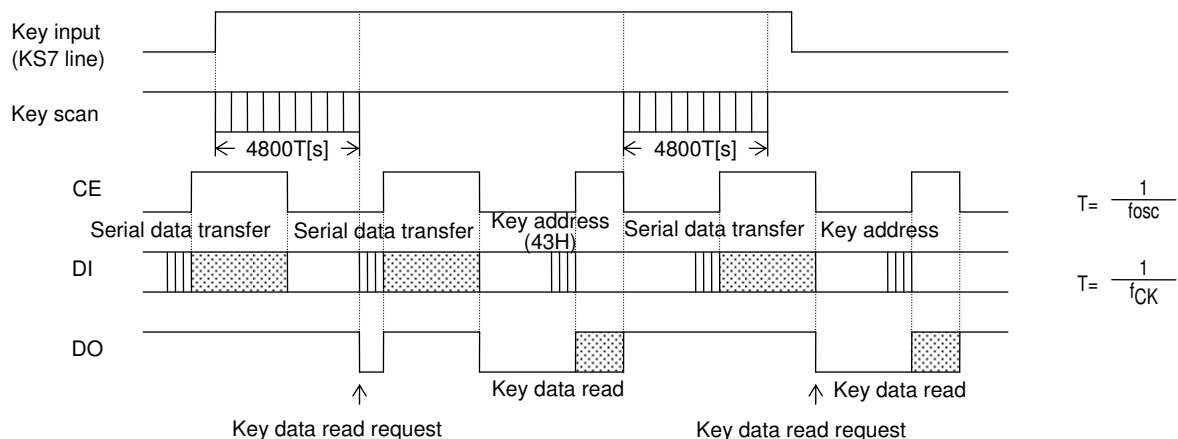 Key input
(KS7 line)
Key scan
4800T[s] 4800T[s]
CE
T= 1/fosc
Serial data transfer Serial data transfer Key address (43H) Serial data transfer Key address
DI
T= 1/fCK
DO
Key data read Key data read
Key data read request Key data read request